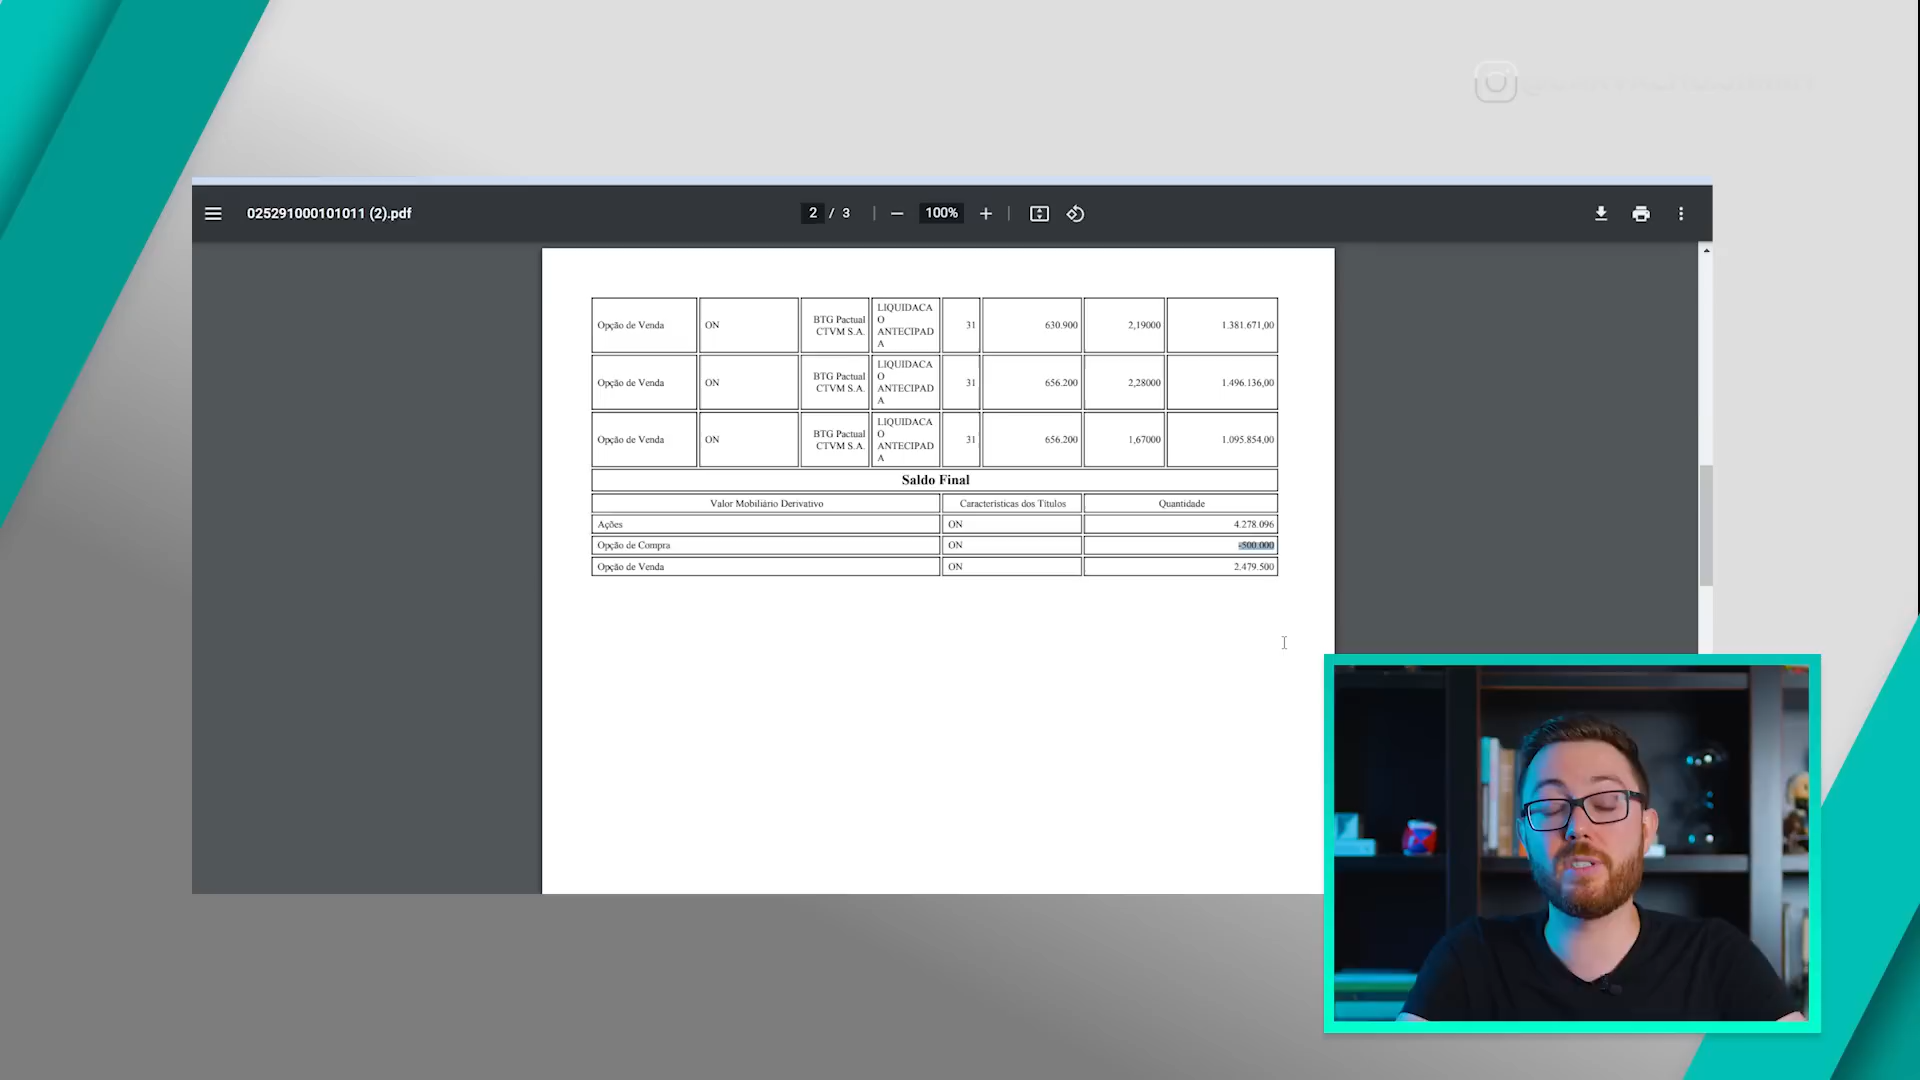 025291000101011 (2).pdf
2 / 3
100%
Opção de Venda ON BTG Pactual CTVM S.A. LIQUIDACA O ANTECIPAD A 31 630.900 2,19000 1.381.671,00
Opção de Venda ON BTG Pactual CTVM S.A. LIQUIDACA O ANTECIPAD A 31 656.200 2,28000 1.496.136,00
Opção de Venda ON BTG Pactual CTVM S.A. LIQUIDACA O ANTECIPAD A 31 656.200 1,67000 1.095.854,00
Saldo Final
Valor Mobiliário Derivativo Características dos Títulos Quantidade
Ações ON 4.278.096
Opção de Compra ON -500.000
Opção de Venda ON 2.479.500